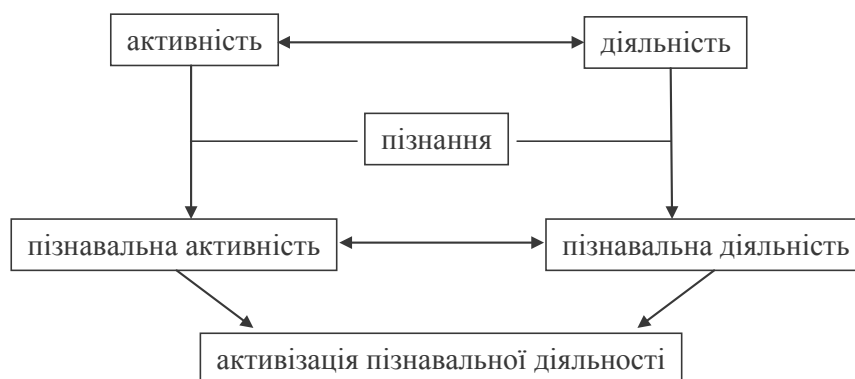 активність
діяльність
пізнання
пізнавальна активність
пізнавальна діяльність
активізація пізнавальної діяльності